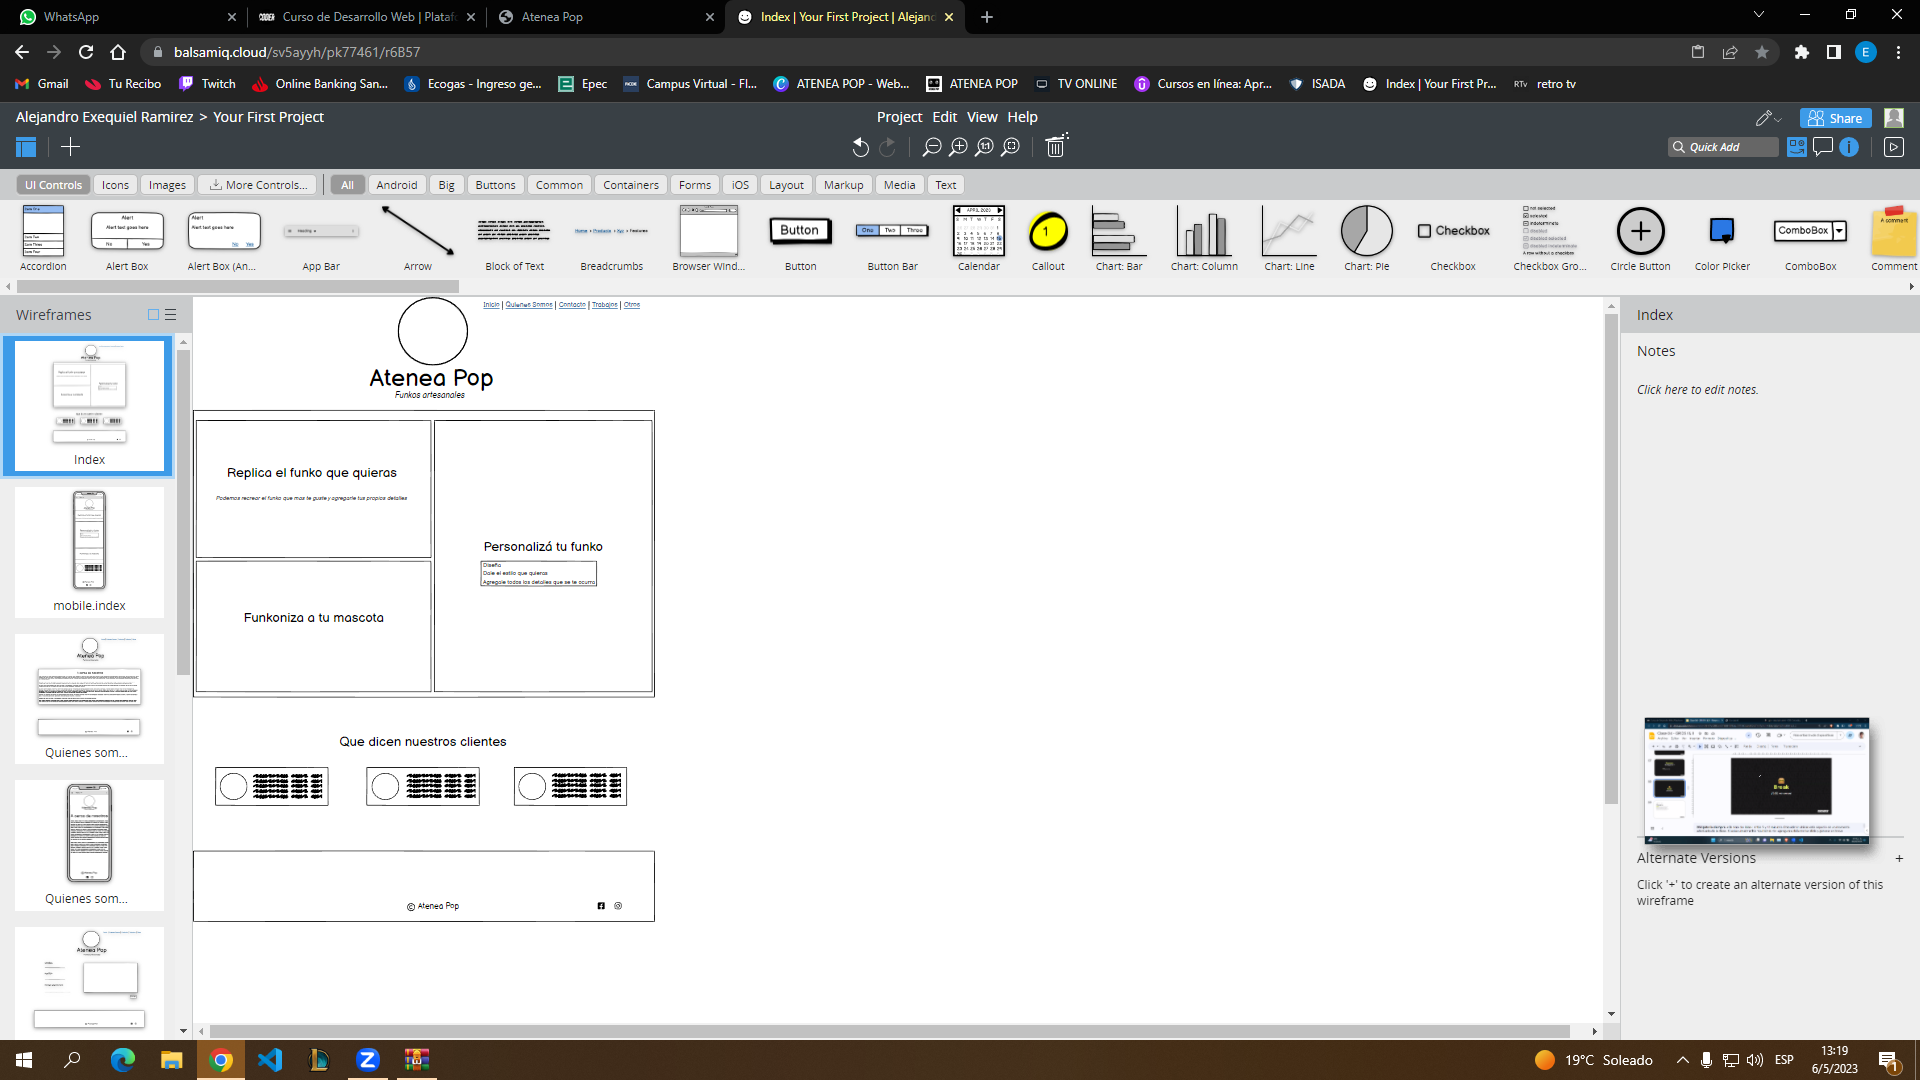 WhatsApp
Curso de Desarrollo Web | Plataf
Atenea Pop
Index | Your First Project | Alejand
balsamiq.cloud/sv5ayyh/pk77461/r6B57
Gmail
Tu Recibo
Twitch
Online Banking San...
Ecogas - Ingreso ge...
Epec
Campus Virtual - Fl...
ATENEA POP - Web...
ATENEA POP
TV ONLINE
Cursos en línea: Apr...
ISADA
Index | Your First Pr...
retro tv
Alejandro Exequiel Ramirez > Your First Project
Project Edit View Help
Share
Quick Add
UI Controls
Icons
Images
More Controls...
All
Android
Big
Buttons
Common
Containers
Forms
iOS
Layout
Markup
Media
Text
Button
One Two Three
APRIL 2023
1
Checkbox
ComboBox
A comment
Accordion
Alert Box
Alert Box (An...
App Bar
Arrow
Block of Text
Breadcrumbs
Browser Wind...
Button
Button Bar
Calendar
Callout
Chart: Bar
Chart: Column
Chart: Line
Chart: Pie
Checkbox
Checkbox Gro...
Circle Button
Color Picker
ComboBox
Comment
Wireframes
Index
mobile.index
Quienes som...
Quienes som...
Inicio | Quienes Somos | Contacto | Trabajos | Otros
Atenea Pop
Funkos artesanales
Replica el funko que quieras
Podemos recrear el funko que mas te guste y agregarle tus propios detalles
Funkoniza a tu mascota
Personalizá tu funko
Diseña
Dale el estilo que quieras
Agregale todos los detalles que se te ocurra
Que dicen nuestros clientes
© Atenea Pop
Index
Notes
Click here to edit notes.
Break
Alternate Versions
+
Click '+' to create an alternate version of this
wireframe
19°C Soleado
ESP
13:19
6/5/2023
1